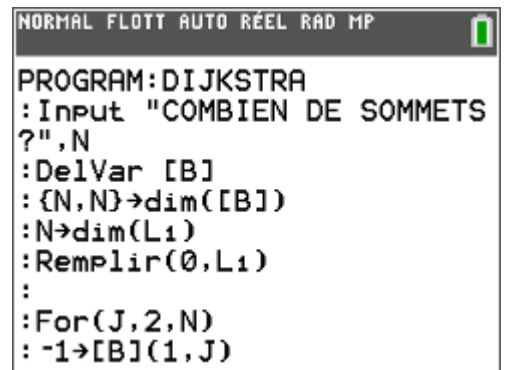 NORMAL FLOTT AUTO RÉEL RAD MP
PROGRAM:DIJKSTRA
:Input "COMBIEN DE SOMMETS
?",N
:DelVar [B]
:{N,N}→dim([B])
:N→dim(L₁)
:Remplir(0,L₁)
:
:For(J,2,N)
:⁻1→[B](1,J)